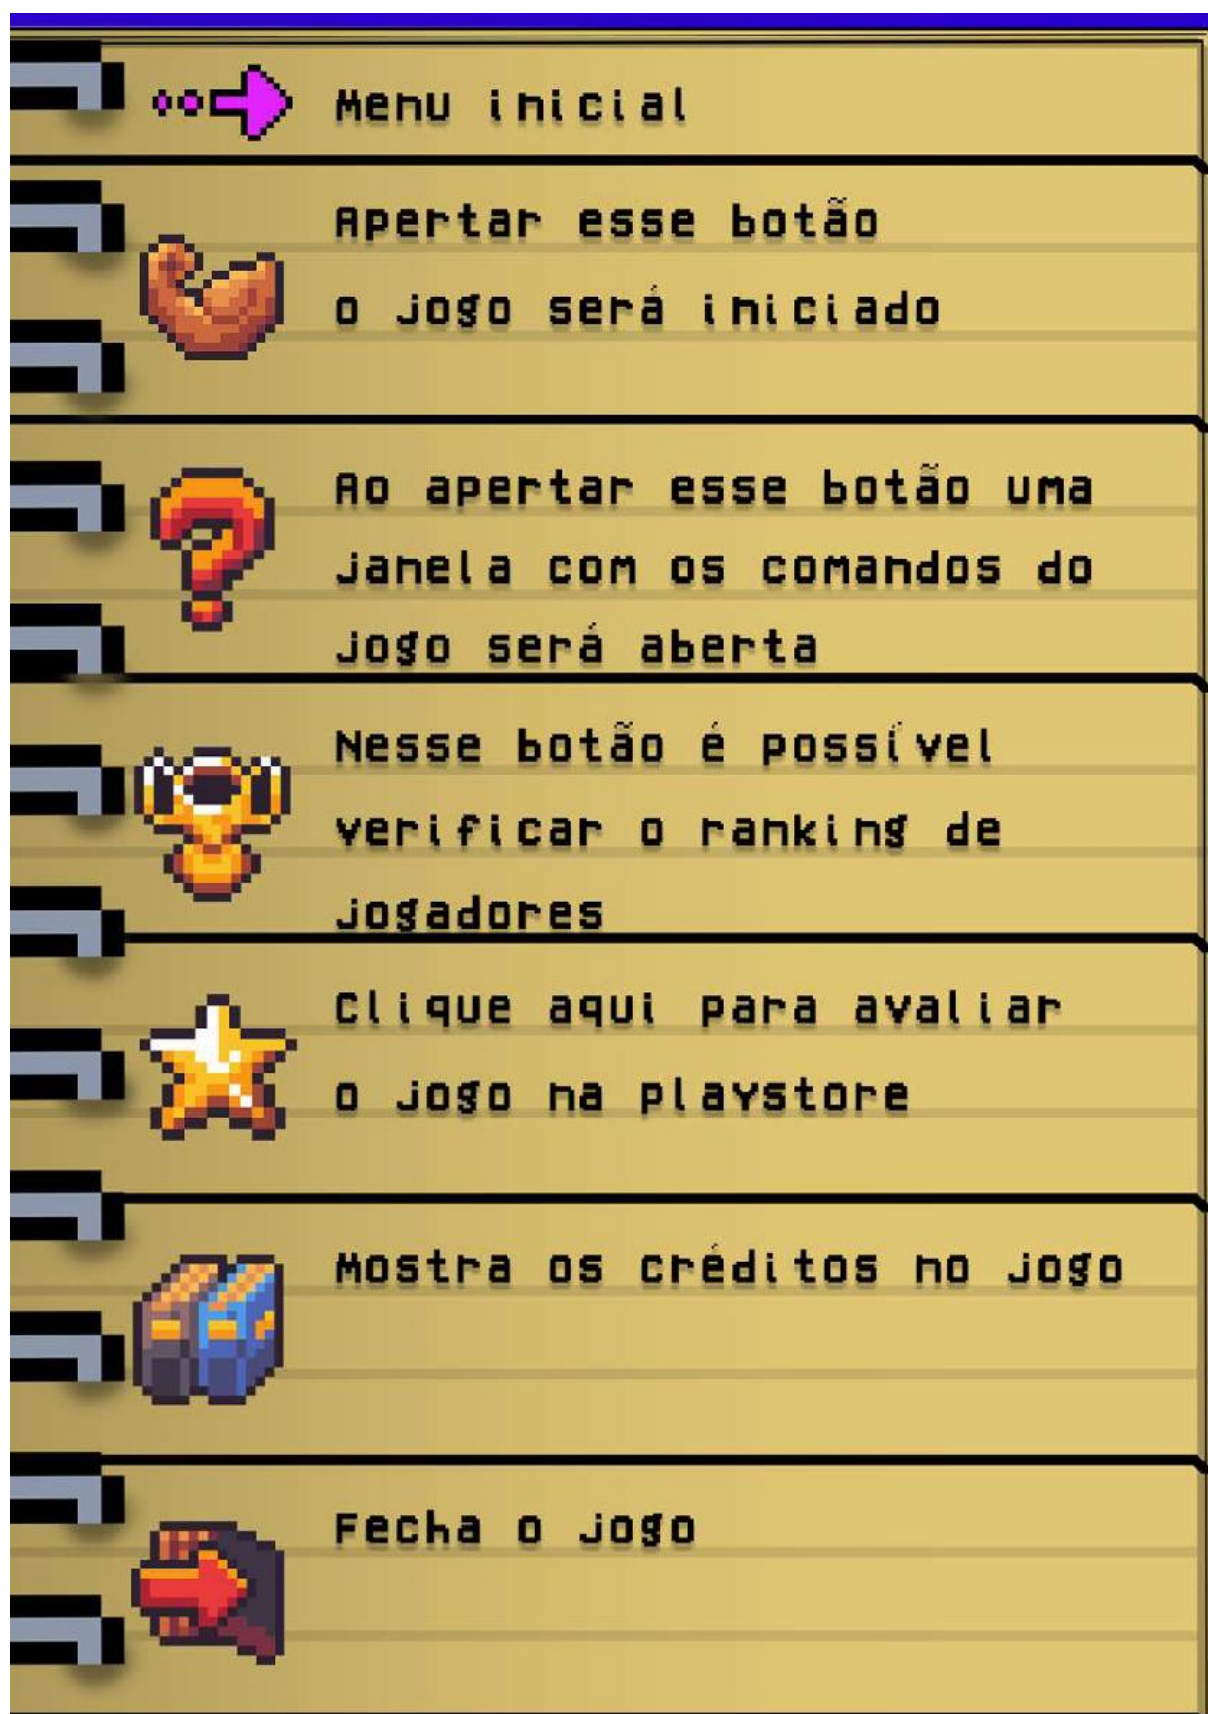 Menu inicial
Apertar esse botão
o jogo será iniciado
Ao apertar esse botão uma
janela com os comandos do
jogo será aberta
Nesse botão é possível
verificar o ranking de
jogadores
Clique aqui para avaliar
o jogo na playstore
Mostra os créditos no jogo
Fecha o jogo